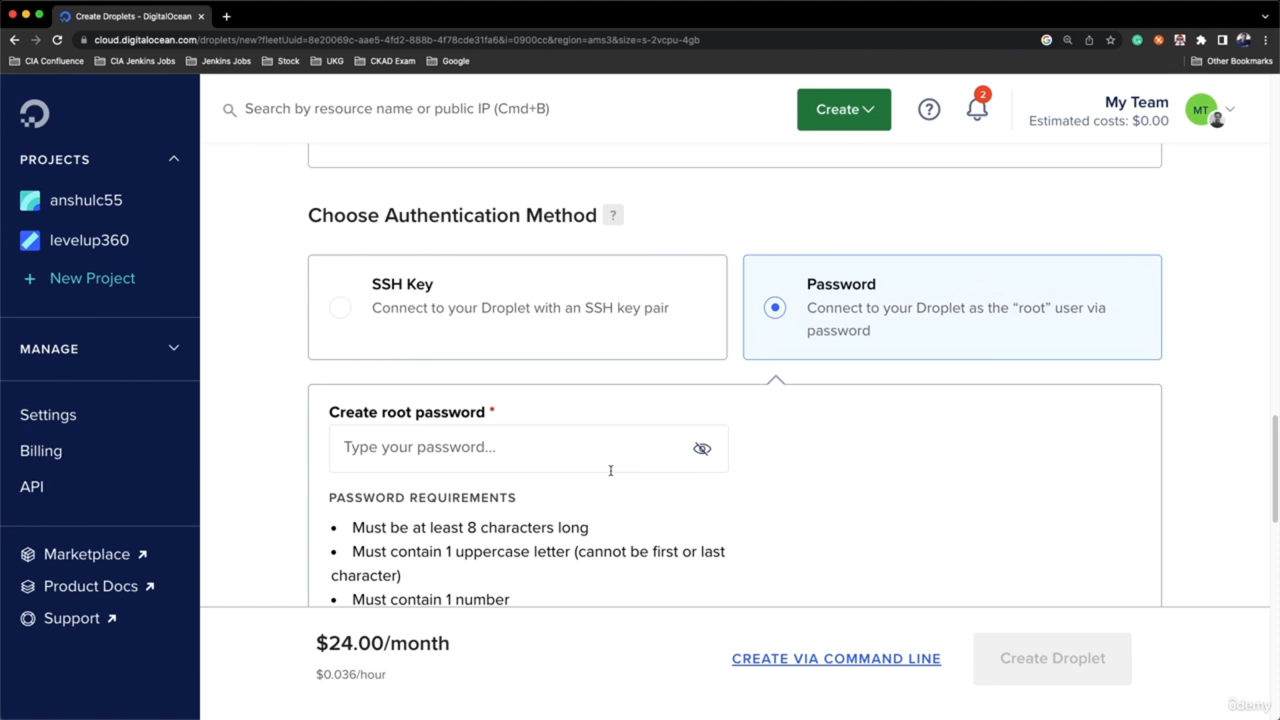 Create Droplets - DigitalOcean
cloud.digitalocean.com/droplets/new?fleetUuid=8e20069c-aae5-4fd2-888b-4f78cde31fa6&i=0900cc&region=ams3&size=s-2vcpu-4gb
CIA Confluence
CIA Jenkins Jobs
Jenkins Jobs
Stock
UKG
CKAD Exam
Google
Other Bookmarks
Search by resource name or public IP (Cmd+B)
Create
?
2
My Team
Estimated costs: $0.00
MT
PROJECTS
anshulc55
levelup360
+ New Project
MANAGE
Settings
Billing
API
Marketplace
Product Docs
Support
Choose Authentication Method ?
SSH Key
Connect to your Droplet with an SSH key pair
Password
Connect to your Droplet as the “root” user via
password
Create root password *
Type your password...
PASSWORD REQUIREMENTS
• Must be at least 8 characters long
• Must contain 1 uppercase letter (cannot be first or last
character)
• Must contain 1 number
$24.00/month
$0.036/hour
CREATE VIA COMMAND LINE
Create Droplet
ûdemy